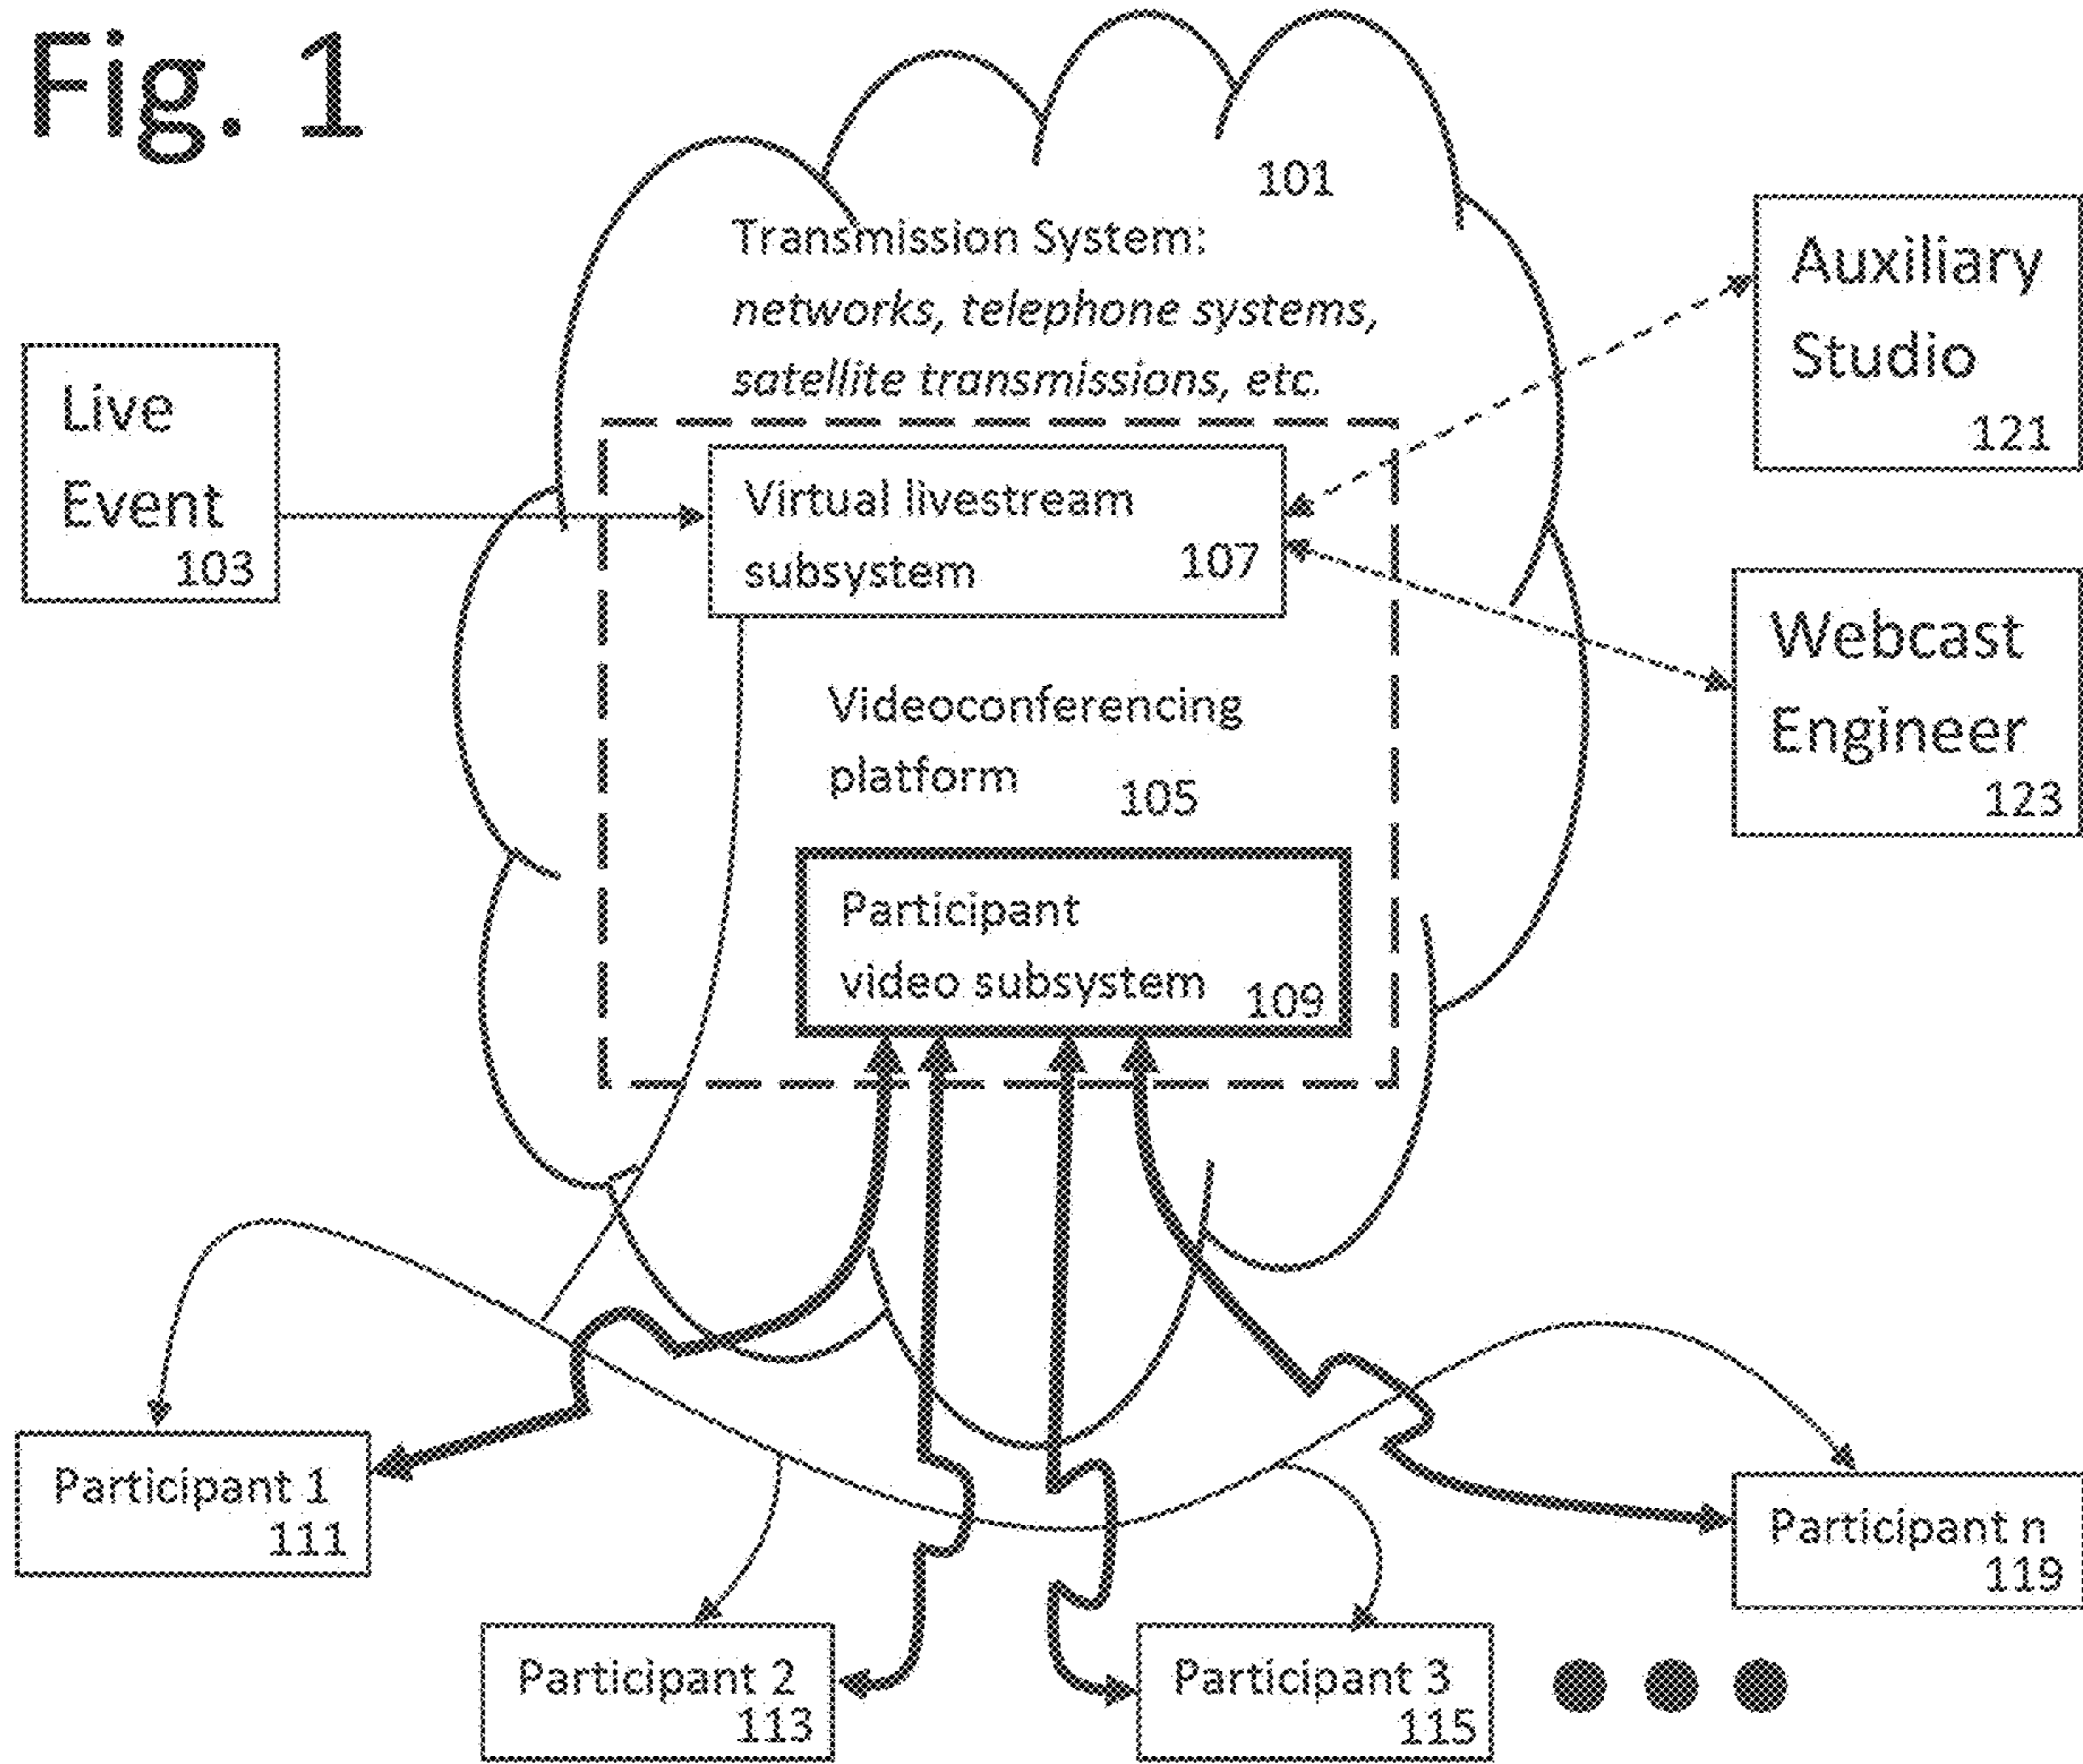 Fig. 1
101
Transmission System:
networks, telephone systems,
satellite transmissions, etc.
Live
Event
103
Virtual livestream
subsystem
107
Auxiliary
Studio
121
Webcast
Engineer
123
Videoconferencing
platform
105
Participant
video subsystem
109
Participant 1
111
Participant 2
113
Participant 3
115
Participant n
119